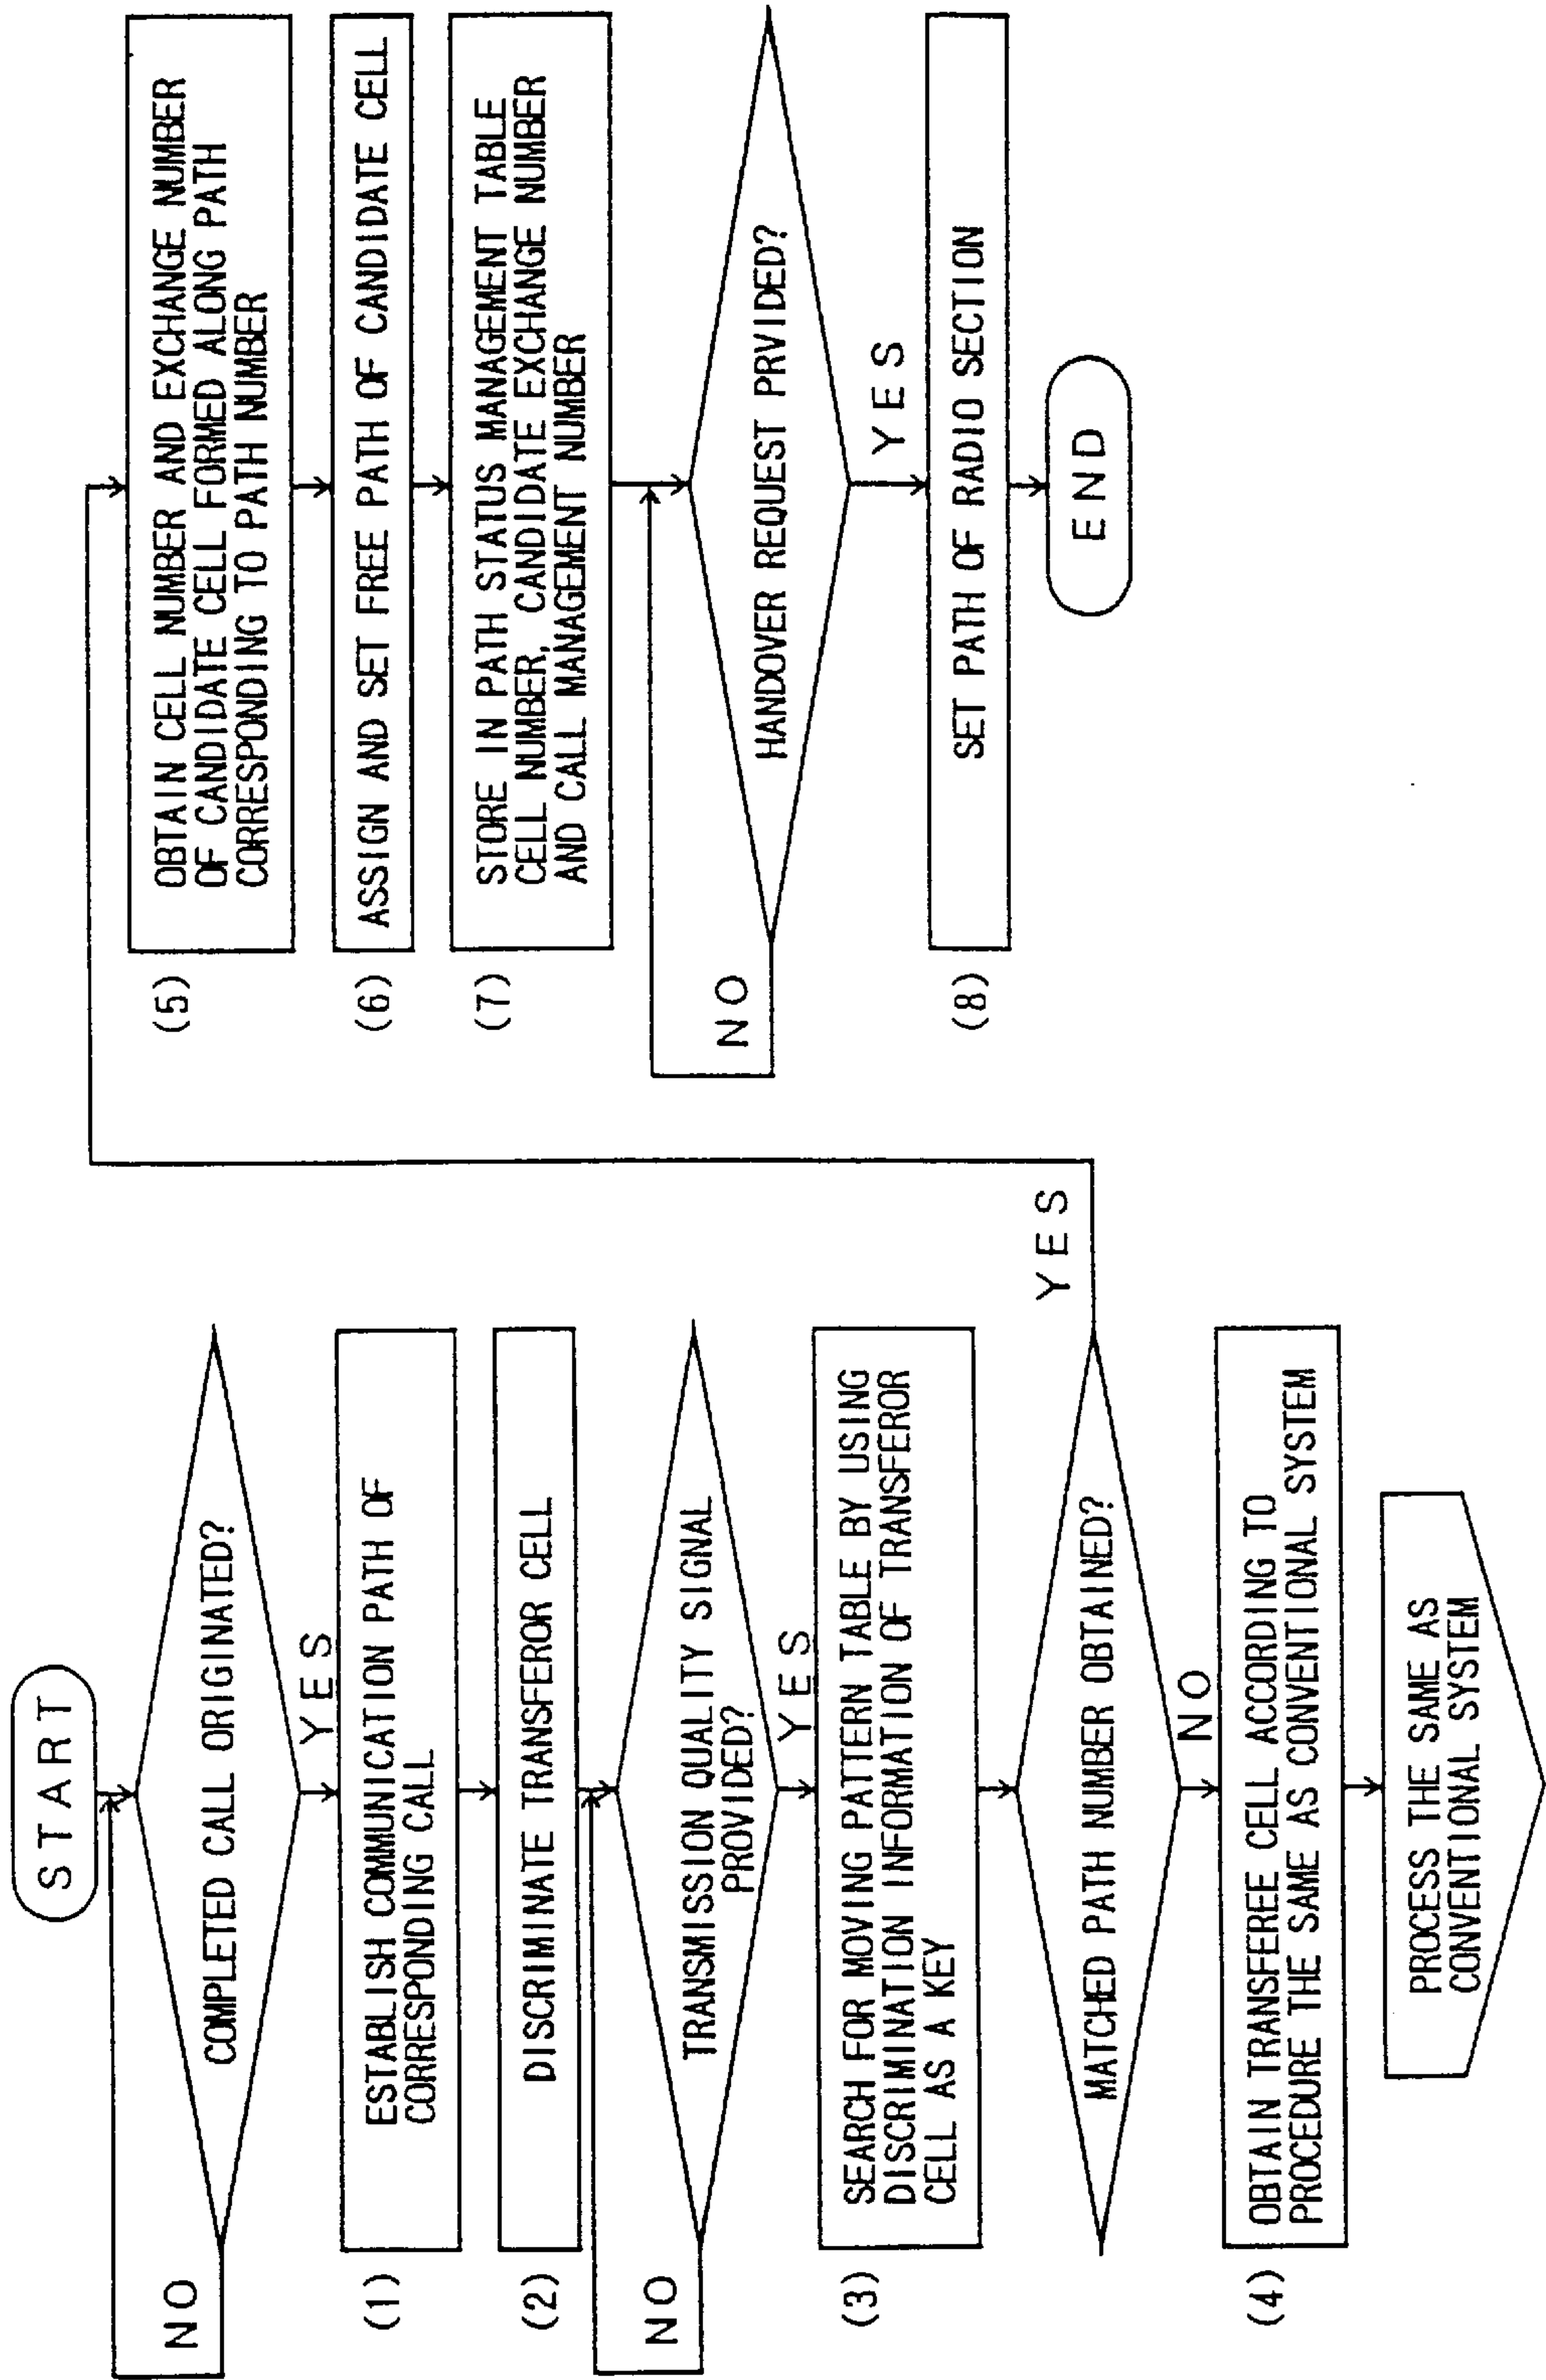 START
COMPLETED CALL ORIGINATED?
NO
YES
(1)
ESTABLISH COMMUNICATION PATH OF
CORRESPONDING CALL
(2)
DISCRIMINATE TRANSFEROR CELL
TRANSMISSION QUALITY SIGNAL
PROVIDED?
NO
YES
(3)
SEARCH FOR MOVING PATTERN TABLE BY USING
DISCRIMINATION INFORMATION OF TRANSFEROR
CELL AS A KEY
MATCHED PATH NUMBER OBTAINED?
YES
NO
(4)
OBTAIN TRANSFEREE CELL ACCORDING TO
PROCEDURE THE SAME AS CONVENTIONAL SYSTEM
PROCESS THE SAME AS
CONVENTIONAL SYSTEM
(5)
OBTAIN CELL NUMBER AND EXCHANGE NUMBER
OF CANDIDATE CELL FORMED ALONG PATH
CORRESPONDING TO PATH NUMBER
(6)
ASSIGN AND SET FREE PATH OF CANDIDATE CELL
(7)
STORE IN PATH STATUS MANAGEMENT TABLE
CELL NUMBER, CANDIDATE EXCHANGE NUMBER
AND CALL MANAGEMENT NUMBER
HANDOVER REQUEST PRVIDED?
NO
YES
(8)
SET PATH OF RADIO SECTION
END